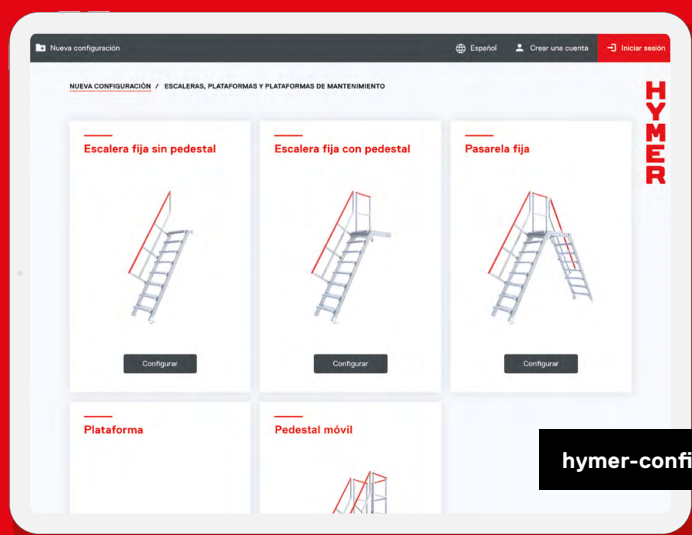 Nueva configuración
Español
Crear una cuenta
Iniciar sesión
NUEVA CONFIGURACIÓN / ESCALERAS, PLATAFORMAS Y PLATAFORMAS DE MANTENIMIENTO
HYMER
Escalera fija sin pedestal
Escalera fija con pedestal
Pasarela fija
Configurar
Configurar
Configurar
Plataforma
Pedestal móvil
hymer-confi